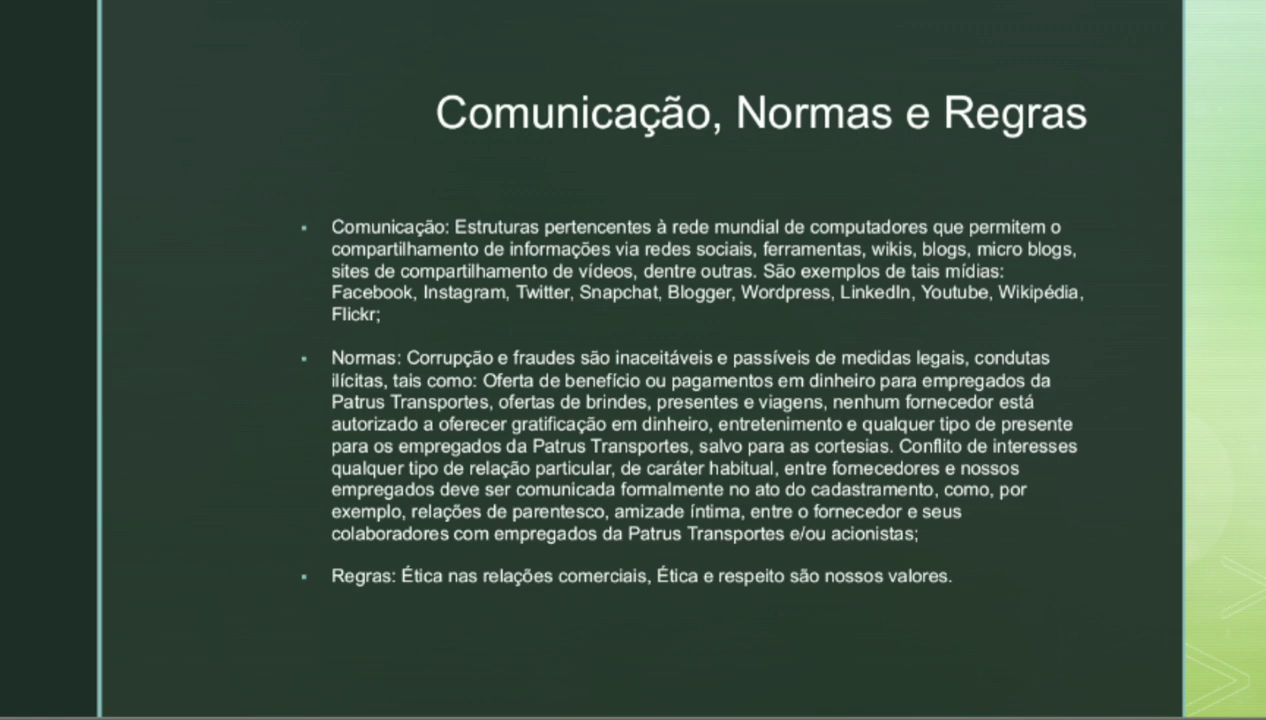 Comunicação, Normas e Regras
Comunicação: Estruturas pertencentes à rede mundial de computadores que permitem o
compartilhamento de informações via redes sociais, ferramentas, wikis, blogs, micro blogs,
sites de compartilhamento de vídeos, dentre outras. São exemplos de tais mídias:
Facebook, Instagram, Twitter, Snapchat, Blogger, Wordpress, LinkedIn, Youtube, Wikipédia,
Flickr;
Normas: Corrupção e fraudes são inaceitáveis e passíveis de medidas legais, condutas
ilícitas, tais como: Oferta de benefício ou pagamentos em dinheiro para empregados da
Patrus Transportes, ofertas de brindes, presentes e viagens, nenhum fornecedor está
autorizado a oferecer gratificação em dinheiro, entretenimento e qualquer tipo de presente
para os empregados da Patrus Transportes, salvo para as cortesias. Conflito de interesses
qualquer tipo de relação particular, de caráter habitual, entre fornecedores e nossos
empregados deve ser comunicada formalmente no ato do cadastramento, como, por
exemplo, relações de parentesco, amizade íntima, entre o fornecedor e seus
colaboradores com empregados da Patrus Transportes e/ou acionistas;
Regras: Ética nas relações comerciais, Ética e respeito são nossos valores.